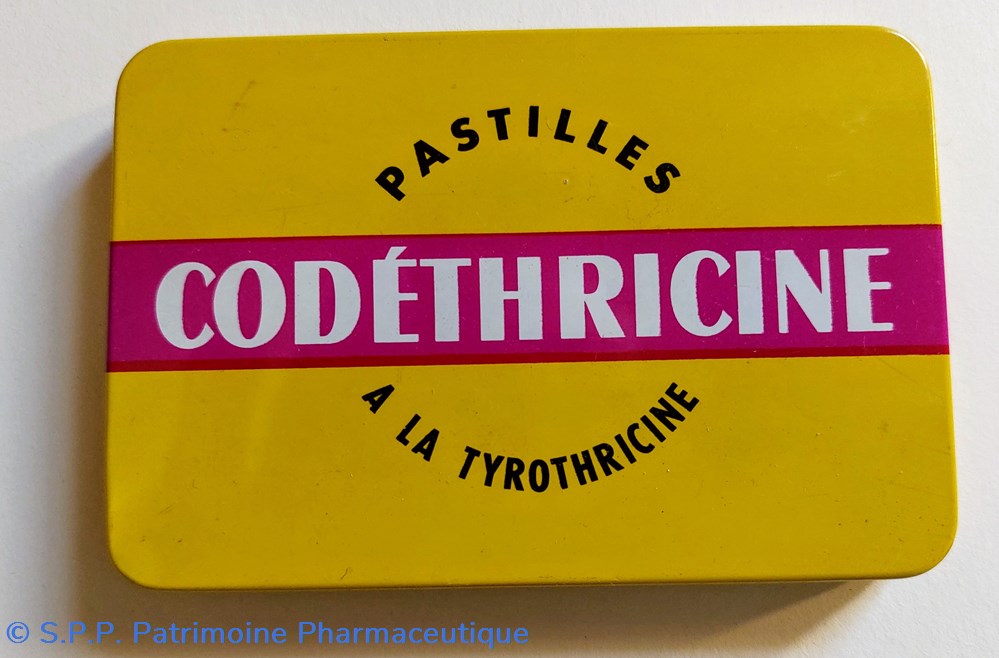 PASTILLES
CODÉTHRICINE
A LA TYROTHRICINE
© S.P.P. Patrimoine Pharmaceutique